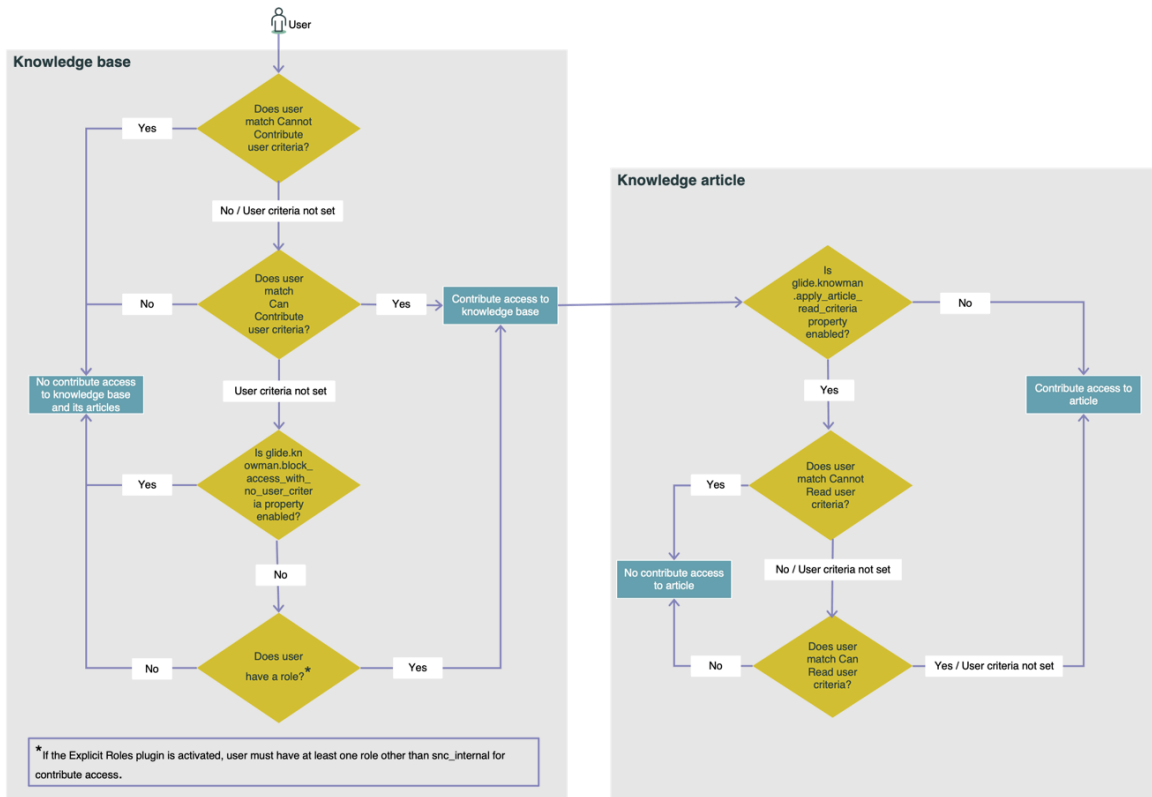 User
Knowledge base
Does user
match Cannot
Contribute
user criteria?
Yes
No / User criteria not set
Does user
match
Can
Contribute
user criteria?
No
Yes
Contribute access to
knowledge base
No contribute access
to knowledge base
and its articles
User criteria not set
Is glide.kn
owman.block_
access_with_
no_user_criter
ia property
enabled?
Yes
No
Does user
have a role?*
No
Yes
*If the Explicit Roles plugin is activated, user must have at least one role other than snc_internal for
contribute access.
Knowledge article
Is
glide.knowman
.apply_article_
read_criteria
property
enabled?
No
Contribute access to
article
Yes
Does user
match Cannot
Read user
criteria?
Yes
No contribute access
to article
No / User criteria not set
Does user
match Can
Read user
criteria?
No
Yes / User criteria not set